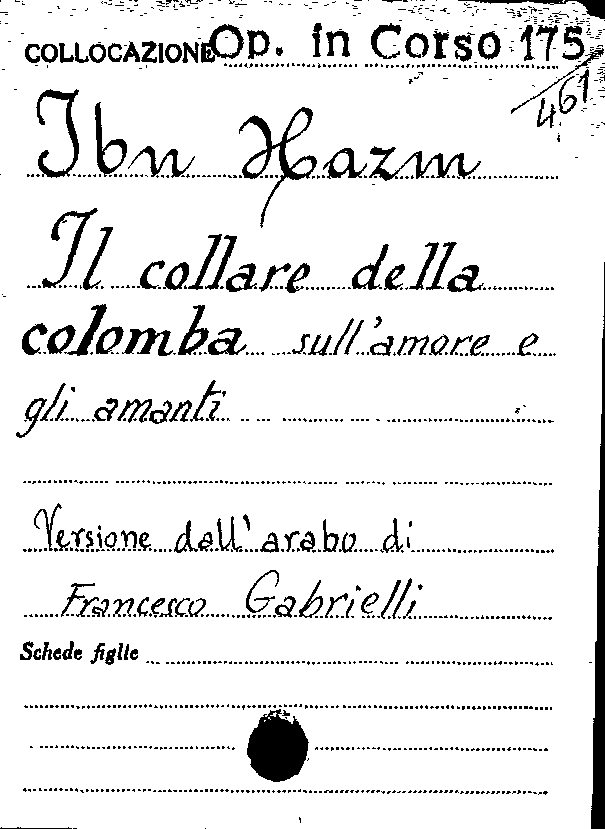 COLLOCAZIONE Op. in Corso 175
461
Ibn Hazm
Il collare della
colomba sull'amore e
gli amanti
Versione dall'arabo di
Francesco Gabrielli
Schede figlie